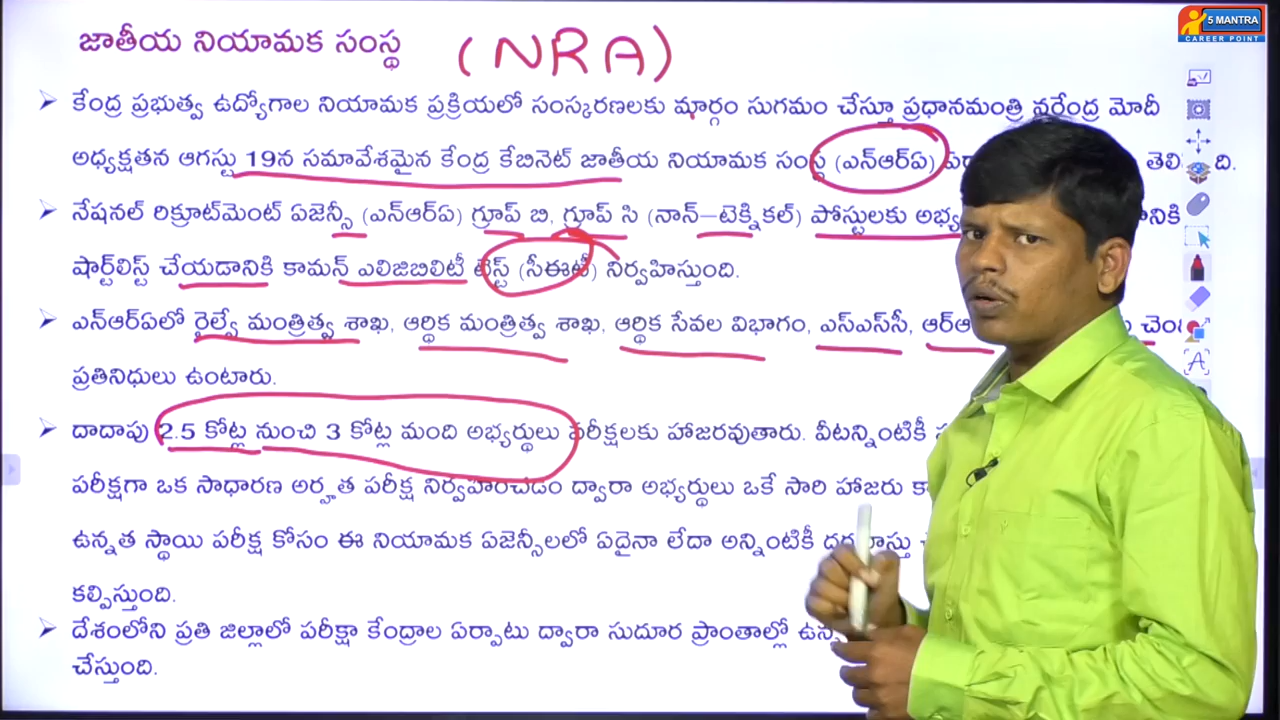 5 MANTRA
CAREER POINT
జాతీయ నియామక సంస్థ (NRA)
కేంద్ర ప్రభుత్వ ఉద్యోగాల నియామక ప్రక్రియలో సంస్కరణలకు మార్గం సుగమం చేస్తూ ప్రధానమంత్రి నరేంద్ర మోదీ
అధ్యక్షతన ఆగస్టు 19న సమావేశమైన కేంద్ర కేబినెట్ జాతీయ నియామక సంస్థ (ఎన్ఆర్ఏ)
నేషనల్ రిక్రూట్‌మెంట్ ఏజెన్సీ (ఎన్ఆర్ఏ) గ్రూప్ బి, గ్రూప్ సి (నాన్–టెక్నికల్) పోస్టులకు
షార్ట్‌లిస్ట్ చేయడానికి కామన్ ఎలిజిబిలిటీ టెస్ట్ (సీఈటీ) నిర్వహిస్తుంది.
ఎన్ఆర్ఏలో రైల్వే మంత్రిత్వ శాఖ, ఆర్థిక మంత్రిత్వ శాఖ, ఆర్థిక సేవల విభాగం, ఎస్ఎస్‌సీ,
ప్రతినిధులు ఉంటారు.
దాదాపు 2.5 కోట్ల నుంచి 3 కోట్ల మంది అభ్యర్థులు పరీక్షలకు హాజరవుతారు. వీటన్నింటికీ
పరీక్షగా ఒక సాధారణ అర్హత పరీక్ష నిర్వహించడం ద్వారా అభ్యర్థులు ఒకే సారి హాజరు
ఉన్నత స్థాయి పరీక్ష కోసం ఈ నియామక ఏజెన్సీలలో ఏదైనా లేదా అన్నింటికీ దరఖాస్తు
కల్పిస్తుంది.
దేశంలోని ప్రతి జిల్లాలో పరీక్షా కేంద్రాల ఏర్పాటు ద్వారా సుదూర ప్రాంతాల్లో
చేస్తుంది.